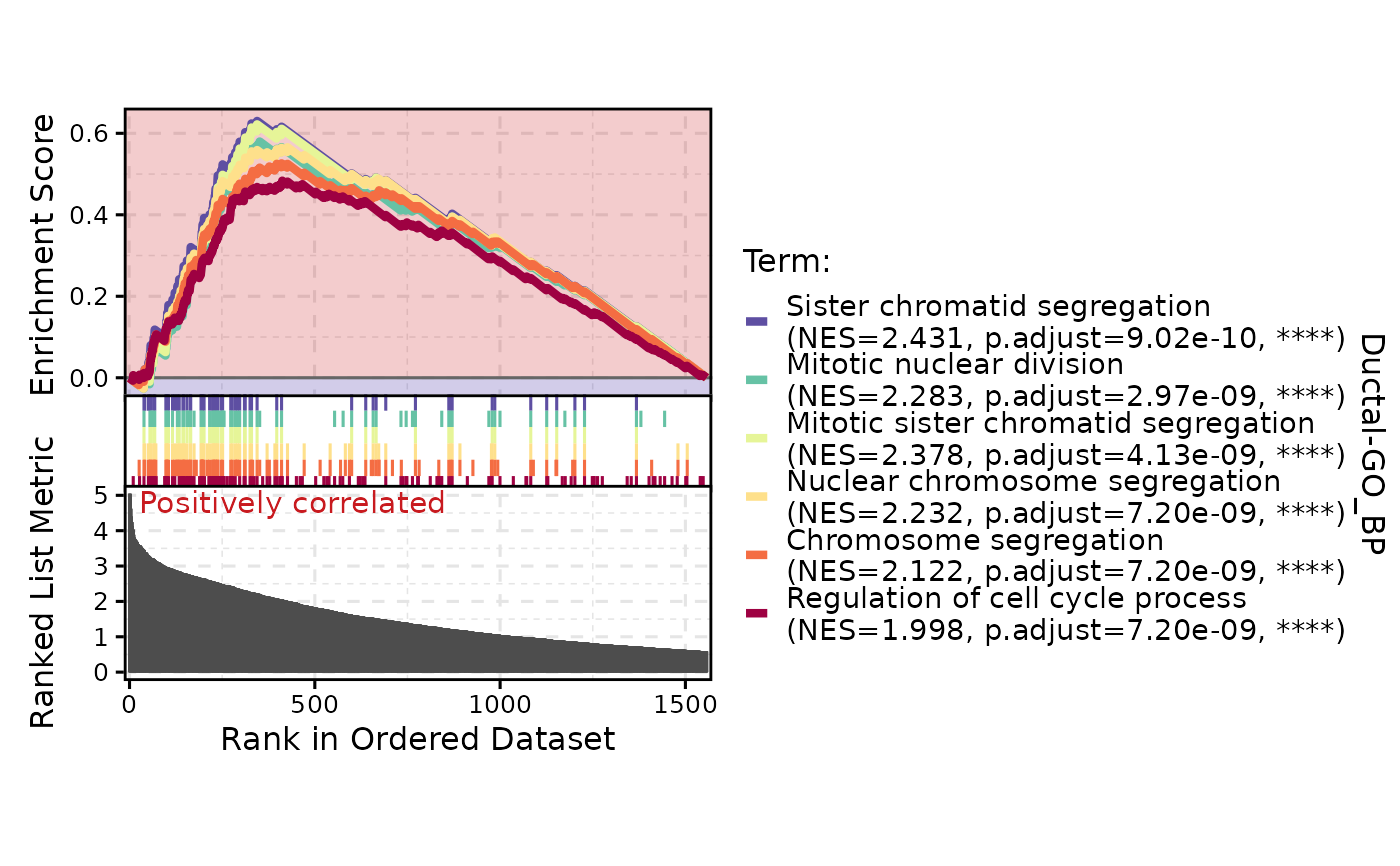 Enrichment Score
0.6
0.4
0.2
0.0
Ranked List Metric
5
4
3
2
1
0
Positively correlated
0
500
1000
1500
Rank in Ordered Dataset
Term:
Sister chromatid segregation
(NES=2.431, p.adjust=9.02e-10, ****)
Mitotic nuclear division
(NES=2.283, p.adjust=2.97e-09, ****)
Mitotic sister chromatid segregation
(NES=2.378, p.adjust=4.13e-09, ****)
Nuclear chromosome segregation
(NES=2.232, p.adjust=7.20e-09, ****)
Chromosome segregation
(NES=2.122, p.adjust=7.20e-09, ****)
Regulation of cell cycle process
(NES=1.998, p.adjust=7.20e-09, ****)
Ductal-GO_BP